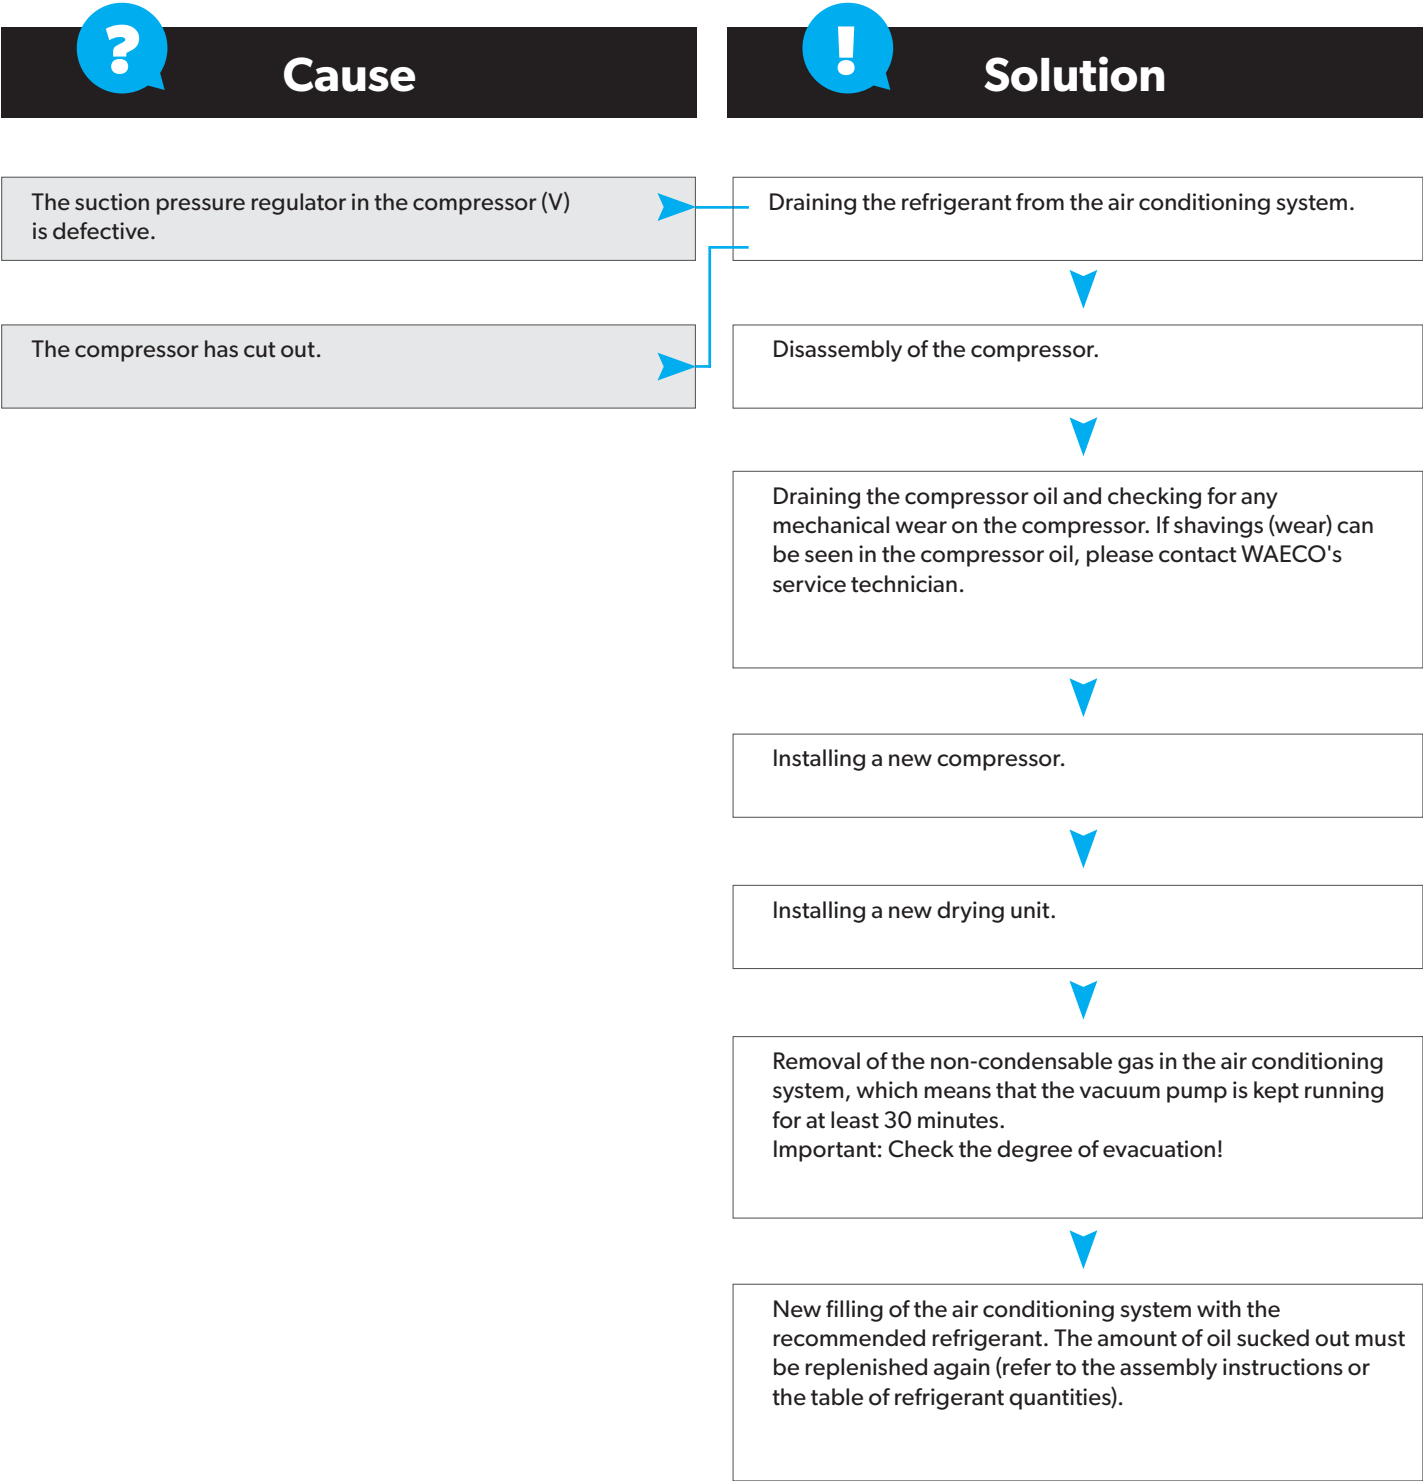 ?
Cause
!
Solution
The suction pressure regulator in the compressor (V)
is defective.
The compressor has cut out.
Draining the refrigerant from the air conditioning system.
Disassembly of the compressor.
Draining the compressor oil and checking for any
mechanical wear on the compressor. If shavings (wear) can
be seen in the compressor oil, please contact WAECO's
service technician.
Installing a new compressor.
Installing a new drying unit.
Removal of the non-condensable gas in the air conditioning
system, which means that the vacuum pump is kept running
for at least 30 minutes.
Important: Check the degree of evacuation!
New filling of the air conditioning system with the
recommended refrigerant. The amount of oil sucked out must
be replenished again (refer to the assembly instructions or
the table of refrigerant quantities).